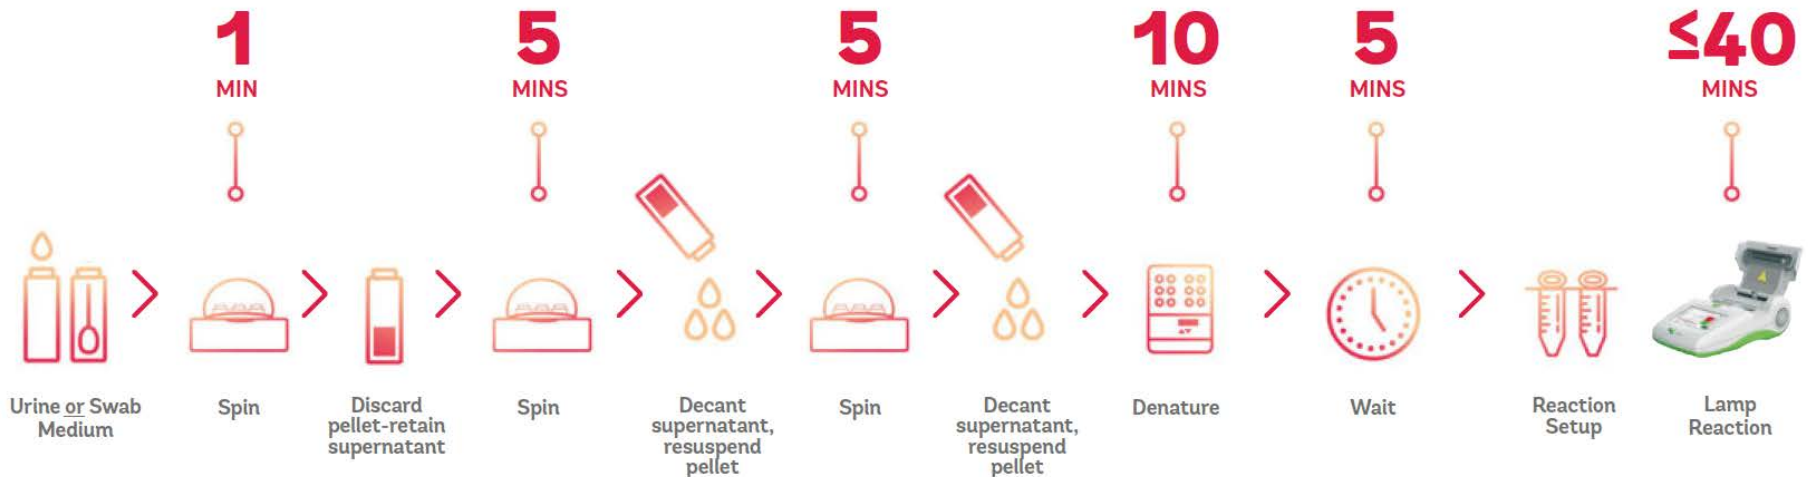 1
MIN
5
MINS
5
MINS
10
MINS
5
MINS
≤40
MINS
Urine or Swab
Medium
Spin
Discard
pellet-retain
supernatant
Spin
Decant
supernatant,
resuspend
pellet
Spin
Decant
supernatant,
resuspend
pellet
Denature
Wait
Reaction
Setup
Lamp
Reaction